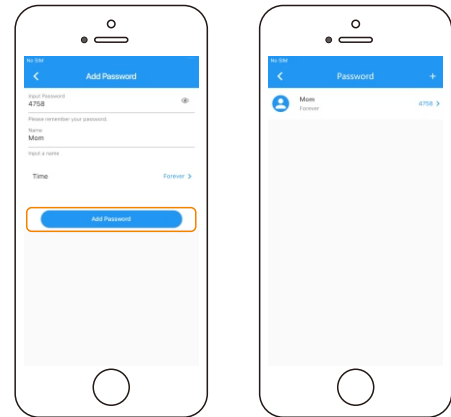 No SIM
Add Password
Input Password
4758
Please remember your password.
Name
Mom
Input a name
Time
Forever >
Add Password
No SIM
< Password +
Mom
Forever
4758 >